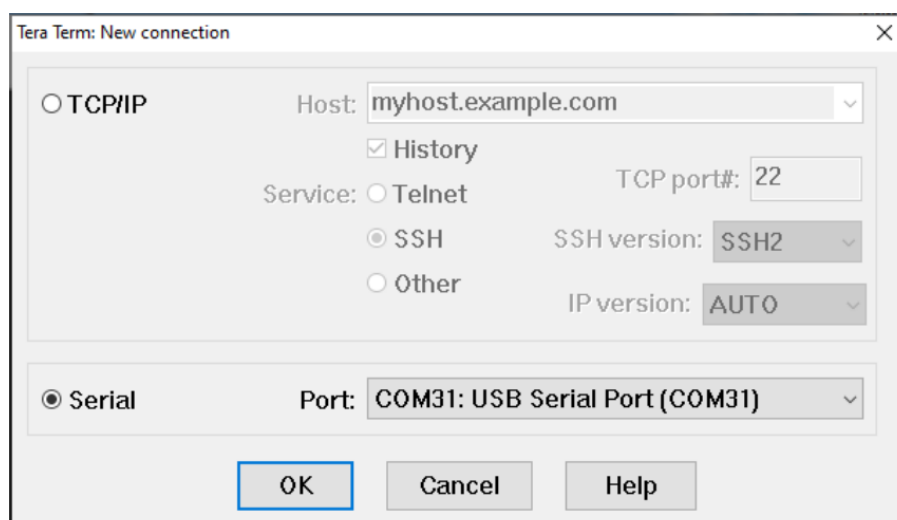 Tera Term: New connection
TCP/IP
Host: myhost.example.com
History
Service: Telnet
TCP port#: 22
SSH
SSH version: SSH2
Other
IP version: AUTO
Serial
Port: COM31: USB Serial Port (COM31)
OK
Cancel
Help